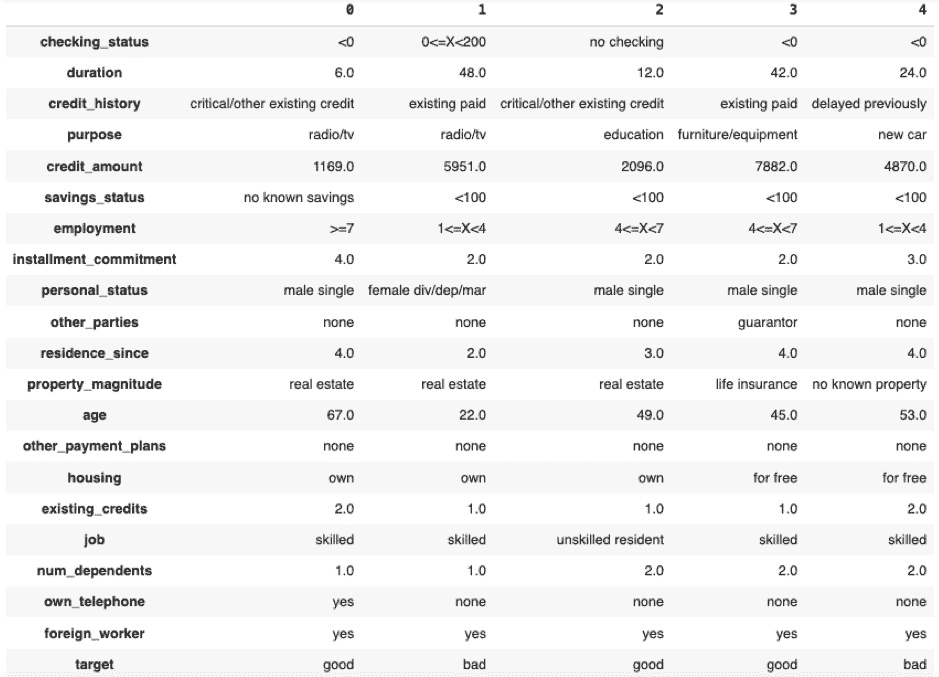 0 1 2 3 4
checking_status <0 0<=X<200 no checking <0 <0
duration 6.0 48.0 12.0 42.0 24.0
credit_history critical/other existing credit existing paid critical/other existing credit existing paid delayed previously
purpose radio/tv radio/tv education furniture/equipment new car
credit_amount 1169.0 5951.0 2096.0 7882.0 4870.0
savings_status no known savings <100 <100 <100 <100
employment >=7 1<=X<4 4<=X<7 4<=X<7 1<=X<4
installment_commitment 4.0 2.0 2.0 2.0 3.0
personal_status male single female div/dep/mar male single male single male single
other_parties none none none guarantor none
residence_since 4.0 2.0 3.0 4.0 4.0
property_magnitude real estate real estate real estate life insurance no known property
age 67.0 22.0 49.0 45.0 53.0
other_payment_plans none none none none none
housing own own own for free for free
existing_credits 2.0 1.0 1.0 1.0 2.0
job skilled skilled unskilled resident skilled skilled
num_dependents 1.0 1.0 2.0 2.0 2.0
own_telephone yes none none none none
foreign_worker yes yes yes yes yes
target good bad good good bad